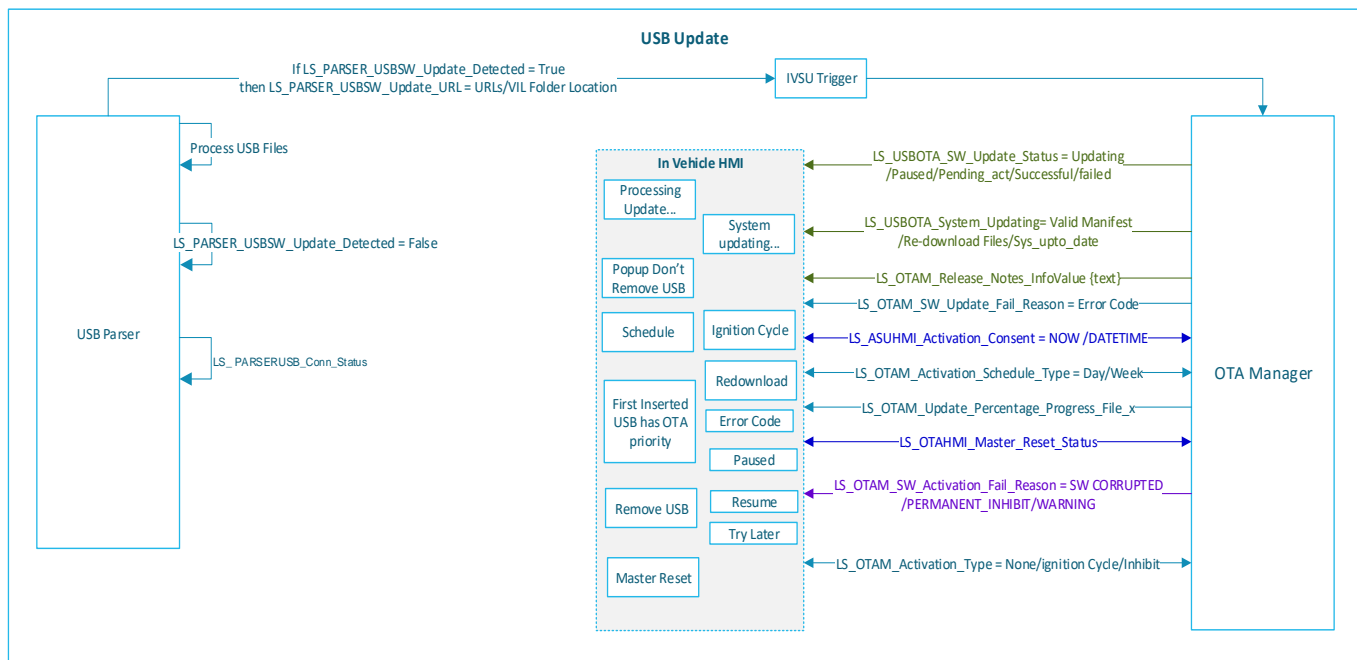 USB Update
If LS_PARSER_USBSW_Update_Detected = True
then LS_PARSER_USBSW_Update_URL = URLs/VIL Folder Location
IVSU Trigger
USB Parser
Process USB Files
LS_PARSER_USBSW_Update_Detected = False
LS_ PARSERUSB_Conn_Status
In Vehicle HMI
Processing
Update...
System
updating...
Popup Don't
Remove USB
Schedule
Ignition Cycle
Redownload
First Inserted
USB has OTA
priority
Error Code
Paused
Remove USB
Resume
Try Later
Master Reset
LS_USBOTA_SW_Update_Status = Updating
/Paused/Pending_act/Successful/failed
LS_USBOTA_System_Updating= Valid Manifest
/Re-download Files/Sys_upto_date
LS_OTAM_Release_Notes_InfoValue {text}
LS_OTAM_SW_Update_Fail_Reason = Error Code
LS_ASUHMI_Activation_Consent = NOW /DATETIME
LS_OTAM_Activation_Schedule_Type = Day/Week
LS_OTAM_Update_Percentage_Progress_File_x
LS_OTAHMI_Master_Reset_Status
LS_OTAM_SW_Activation_Fail_Reason = SW CORRUPTED
/PERMANENT_INHIBIT/WARNING
LS_OTAM_Activation_Type = None/ignition Cycle/Inhibit
OTA Manager